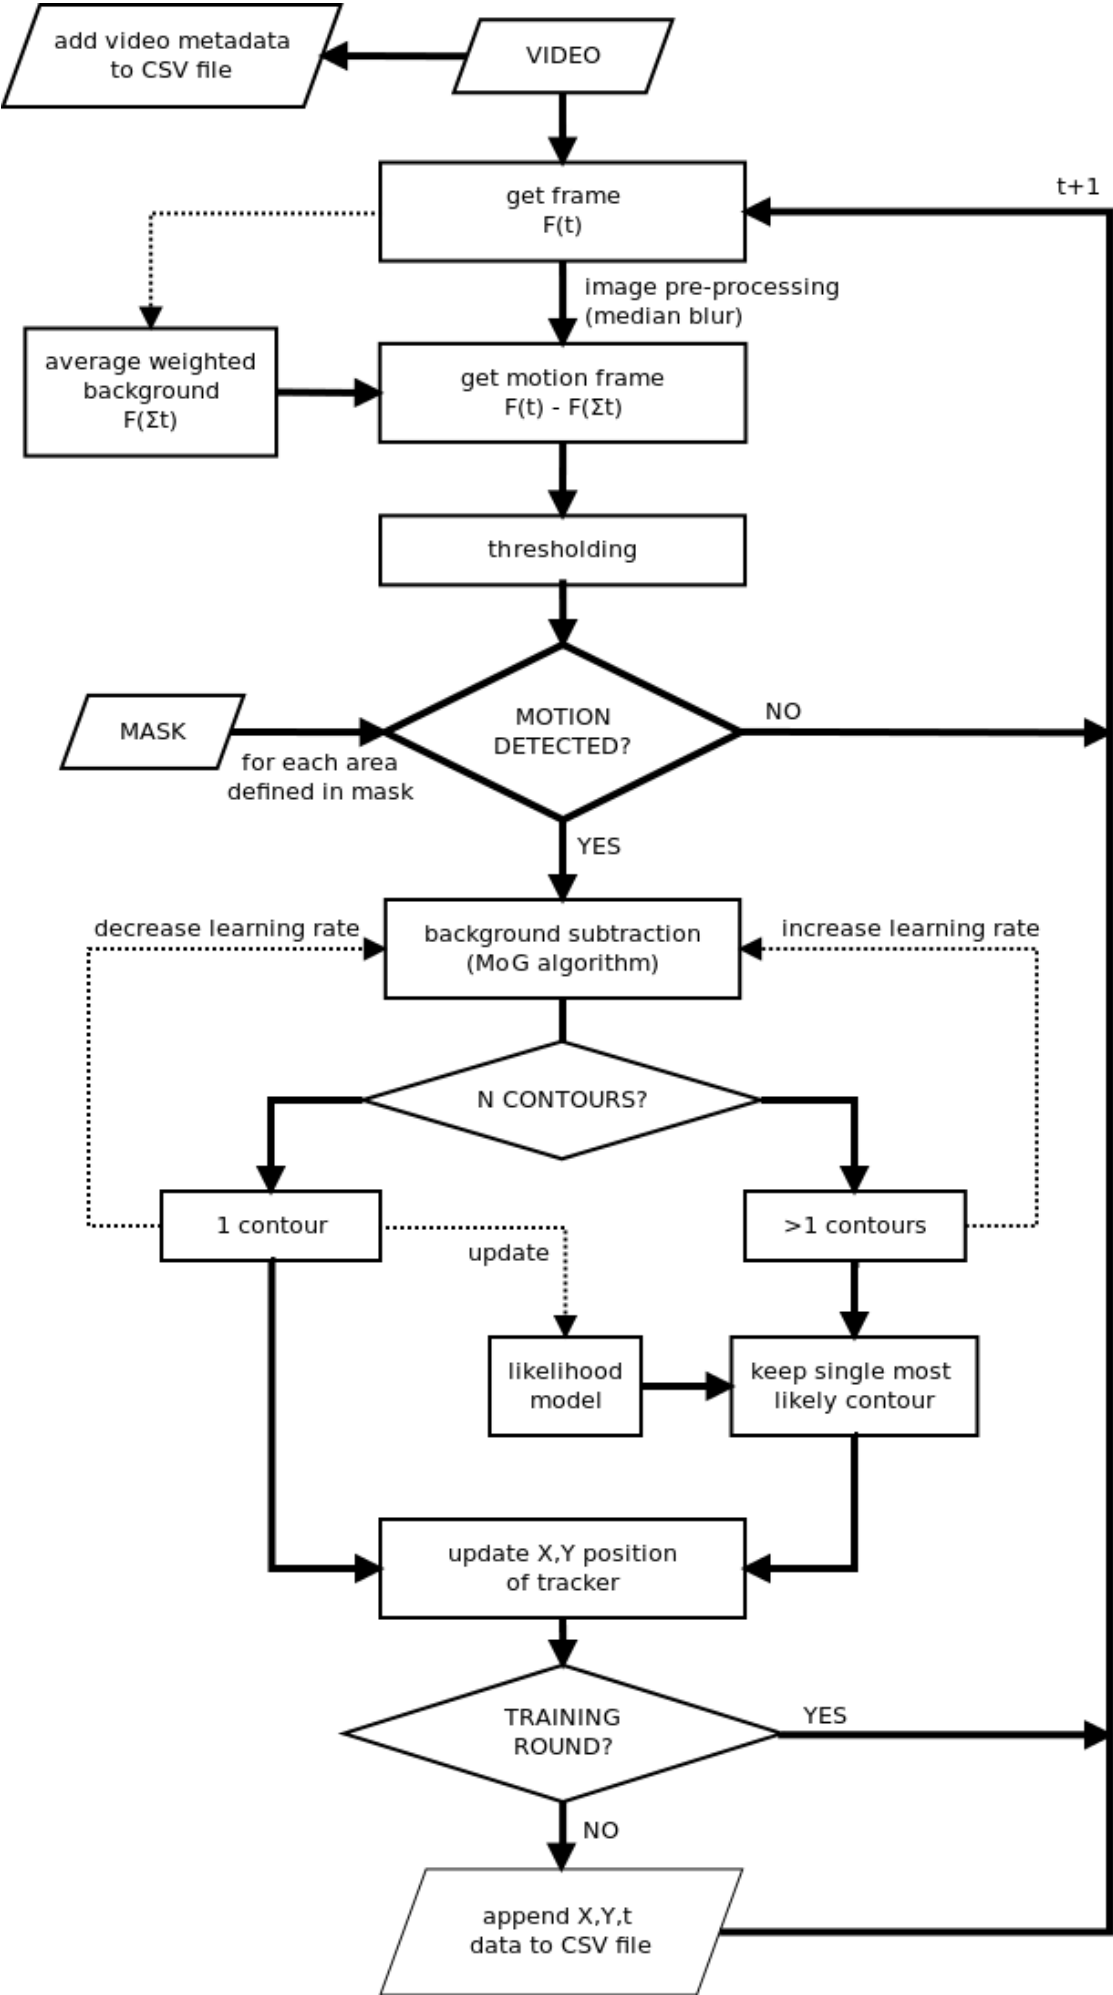 add video metadata
to CSV file
VIDEO
t+1
get frame
F(t)
image pre-processing
(median blur)
average weighted
background
F(Σt)
get motion frame
F(t) - F(Σt)
thresholding
MASK
for each area
defined in mask
MOTION
DETECTED?
NO
YES
decrease learning rate
background subtraction
(MoG algorithm)
increase learning rate
N CONTOURS?
1 contour
>1 contours
update
likelihood
model
keep single most
likely contour
update X,Y position
of tracker
TRAINING
ROUND?
YES
NO
append X,Y,t
data to CSV file